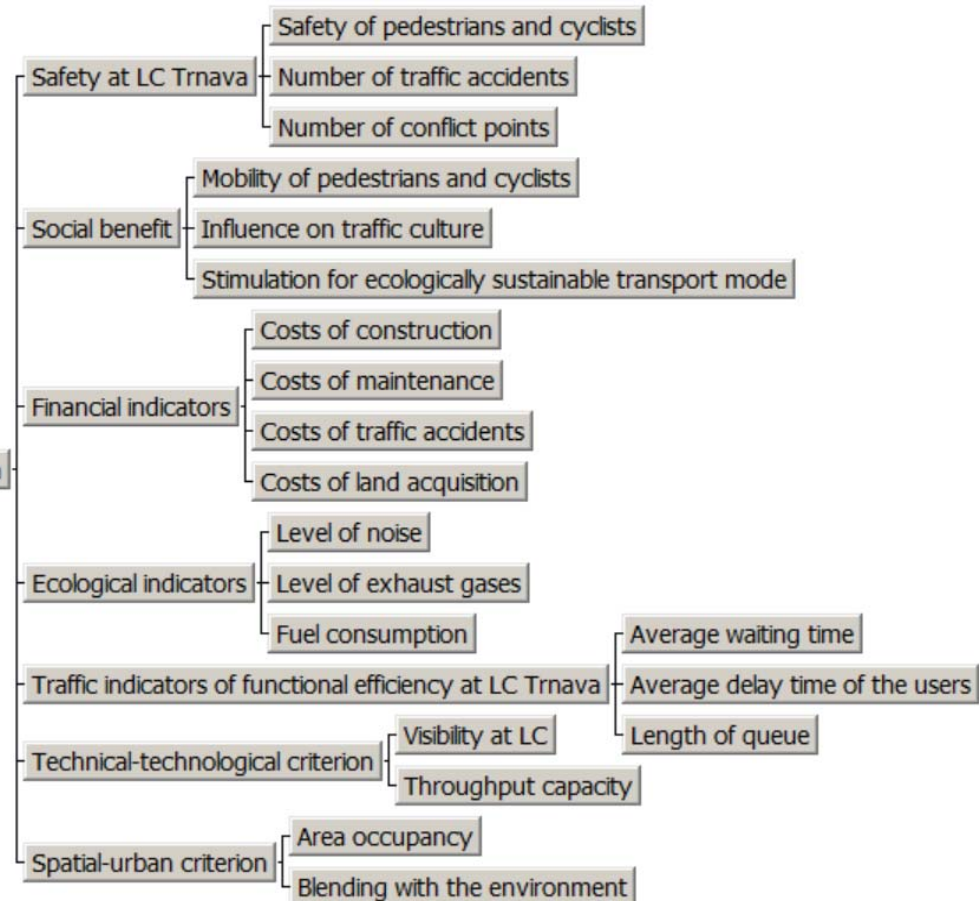 Safety at LC Trnava
Safety of pedestrians and cyclists
Number of traffic accidents
Number of conflict points
Social benefit
Mobility of pedestrians and cyclists
Influence on traffic culture
Stimulation for ecologically sustainable transport mode
Financial indicators
Costs of construction
Costs of maintenance
Costs of traffic accidents
Costs of land acquisition
Ecological indicators
Level of noise
Level of exhaust gases
Fuel consumption
Traffic indicators of functional efficiency at LC Trnava
Average waiting time
Average delay time of the users
Length of queue
Technical-technological criterion
Visibility at LC
Throughput capacity
Spatial-urban criterion
Area occupancy
Blending with the environment